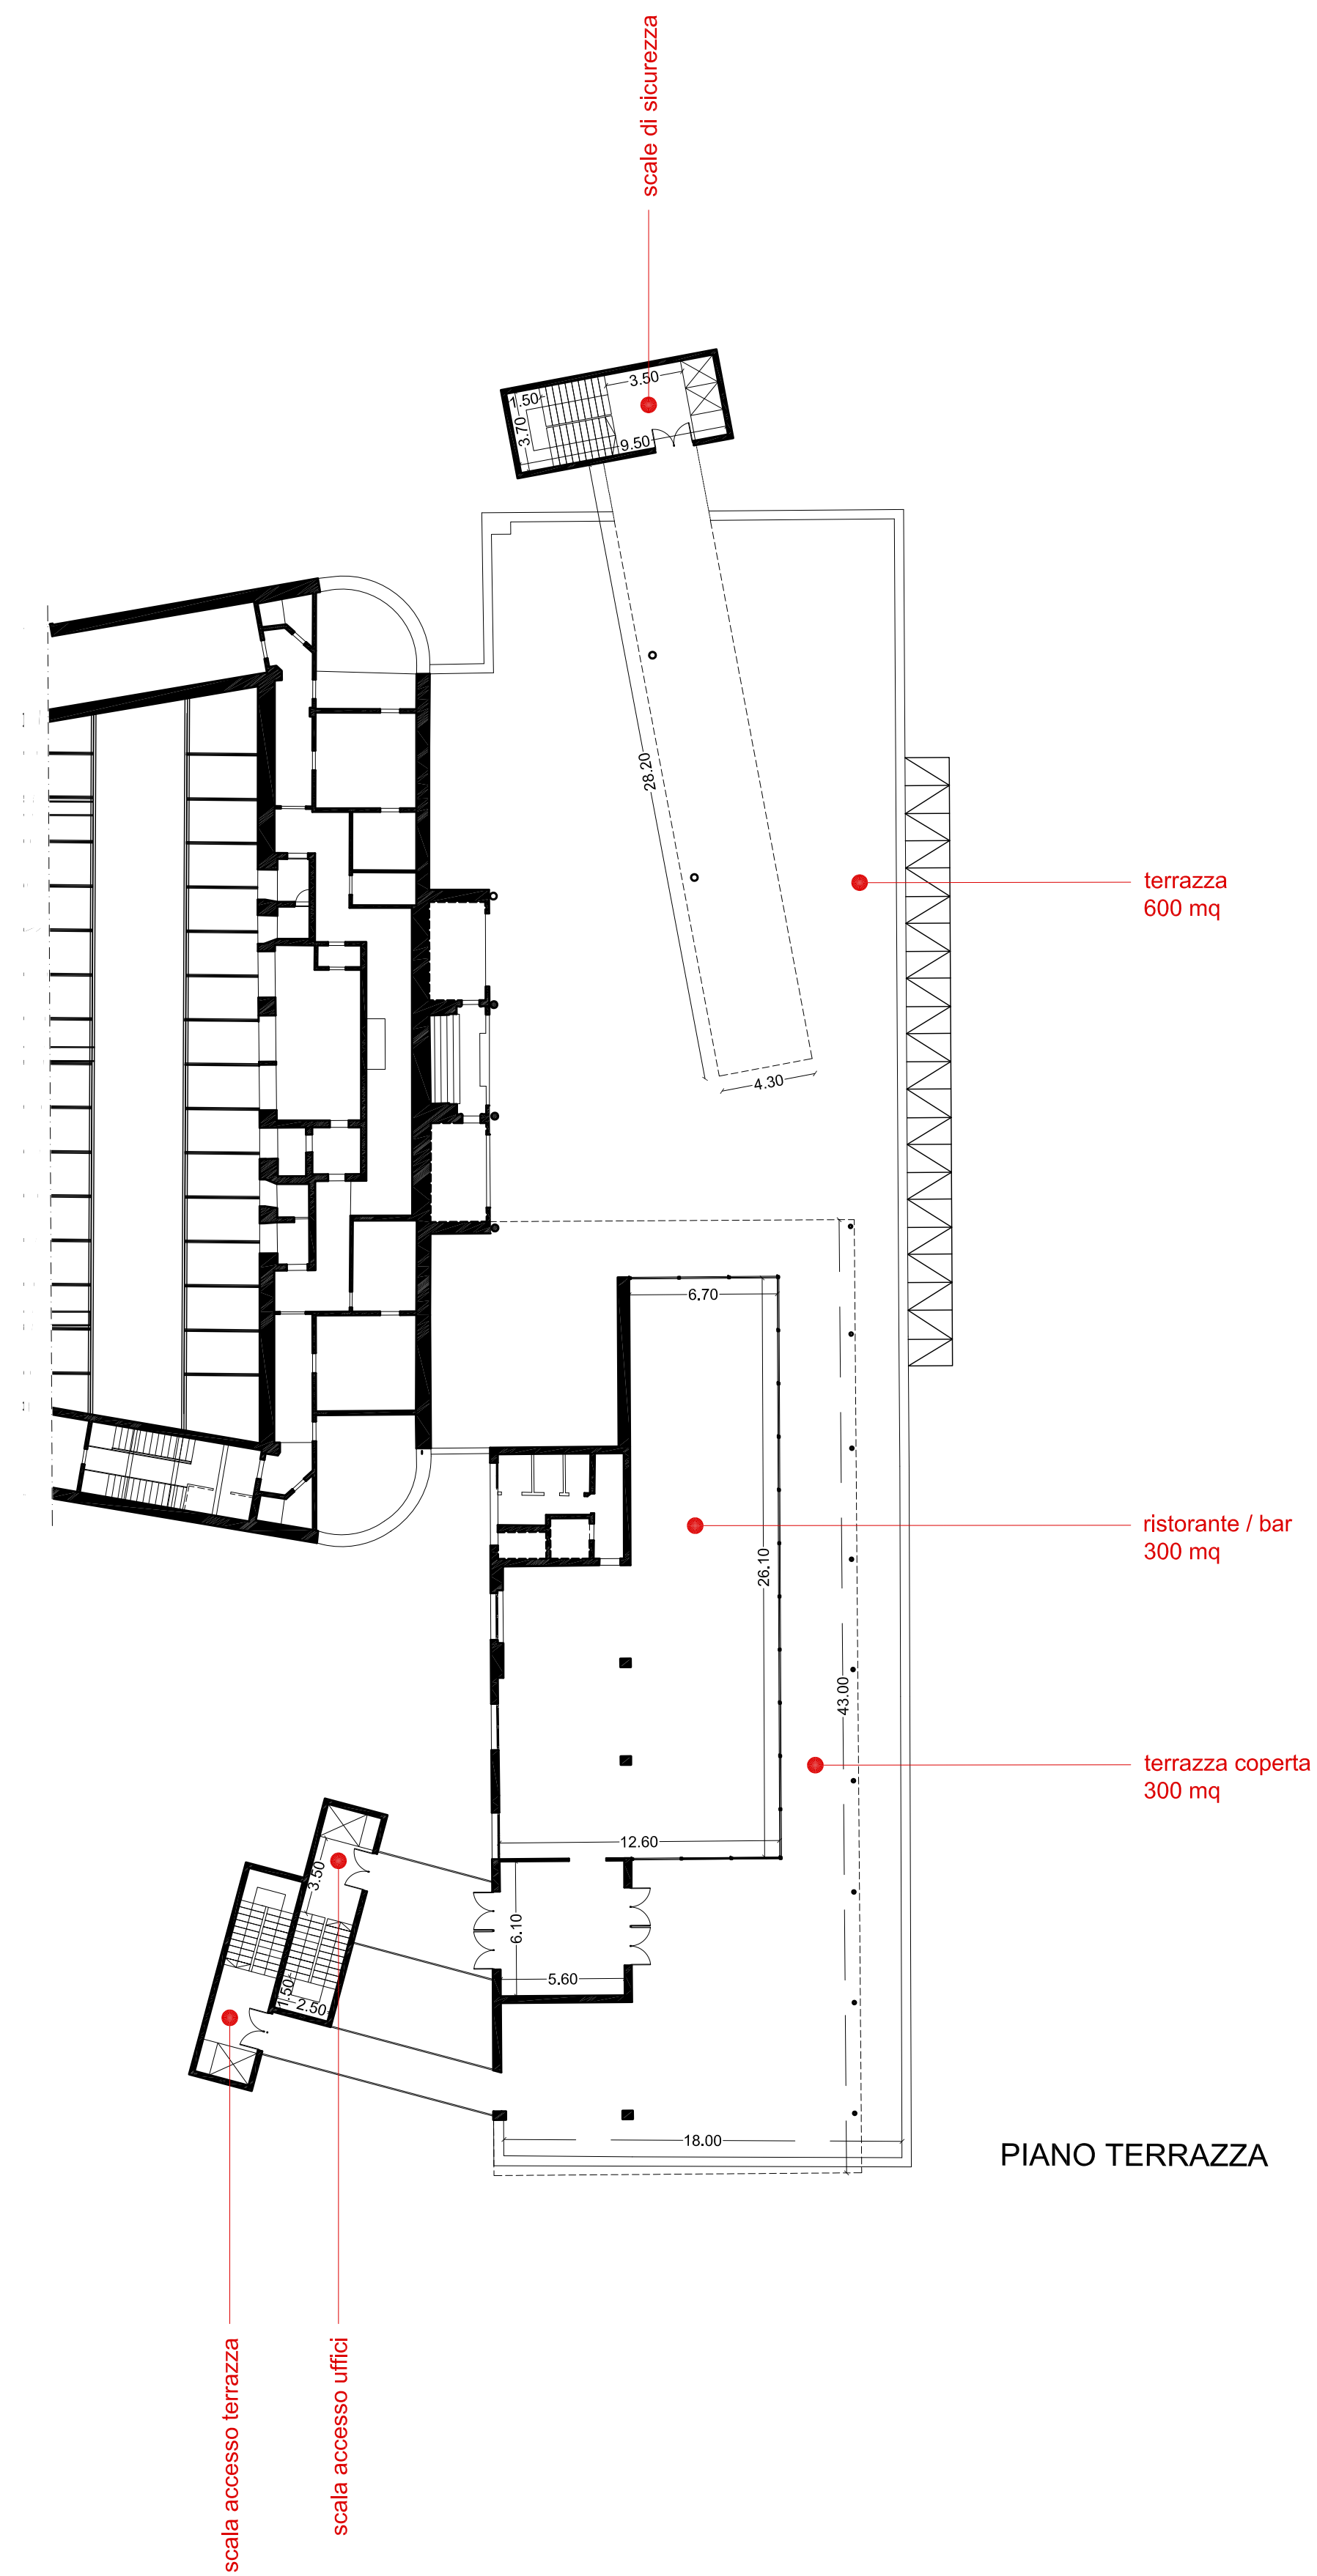 scale di sicurezza
3.50
1.50
3.70
9.50
28.20
terrazza
600 mq
4.30
6.70
ristorante / bar
300 mq
26.10
43.00
terrazza coperta
300 mq
12.60
3.50
6.10
5.60
1.50
2.50
18.00
PIANO TERRAZZA
scala accesso terrazza
scala accesso uffici